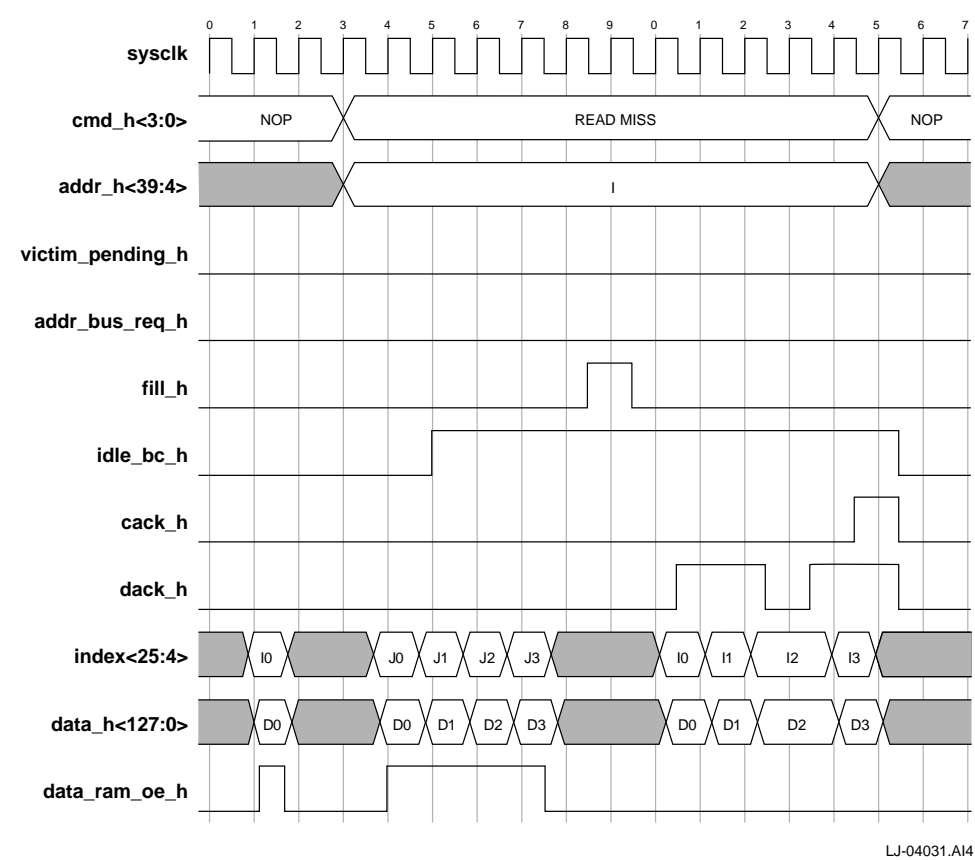 0 1 2 3 4 5 6 7 8 9 0 1 2 3 4 5 6 7
sysclk
cmd_h<3:0> NOP READ MISS NOP
addr_h<39:4> I
victim_pending_h
addr_bus_req_h
fill_h
idle_bc_h
cack_h
dack_h
index<25:4> I0 J0 J1 J2 J3 I0 I1 I2 I3
data_h<127:0> D0 D0 D1 D2 D3 D0 D1 D2 D3
data_ram_oe_h
LJ-04031.AI4